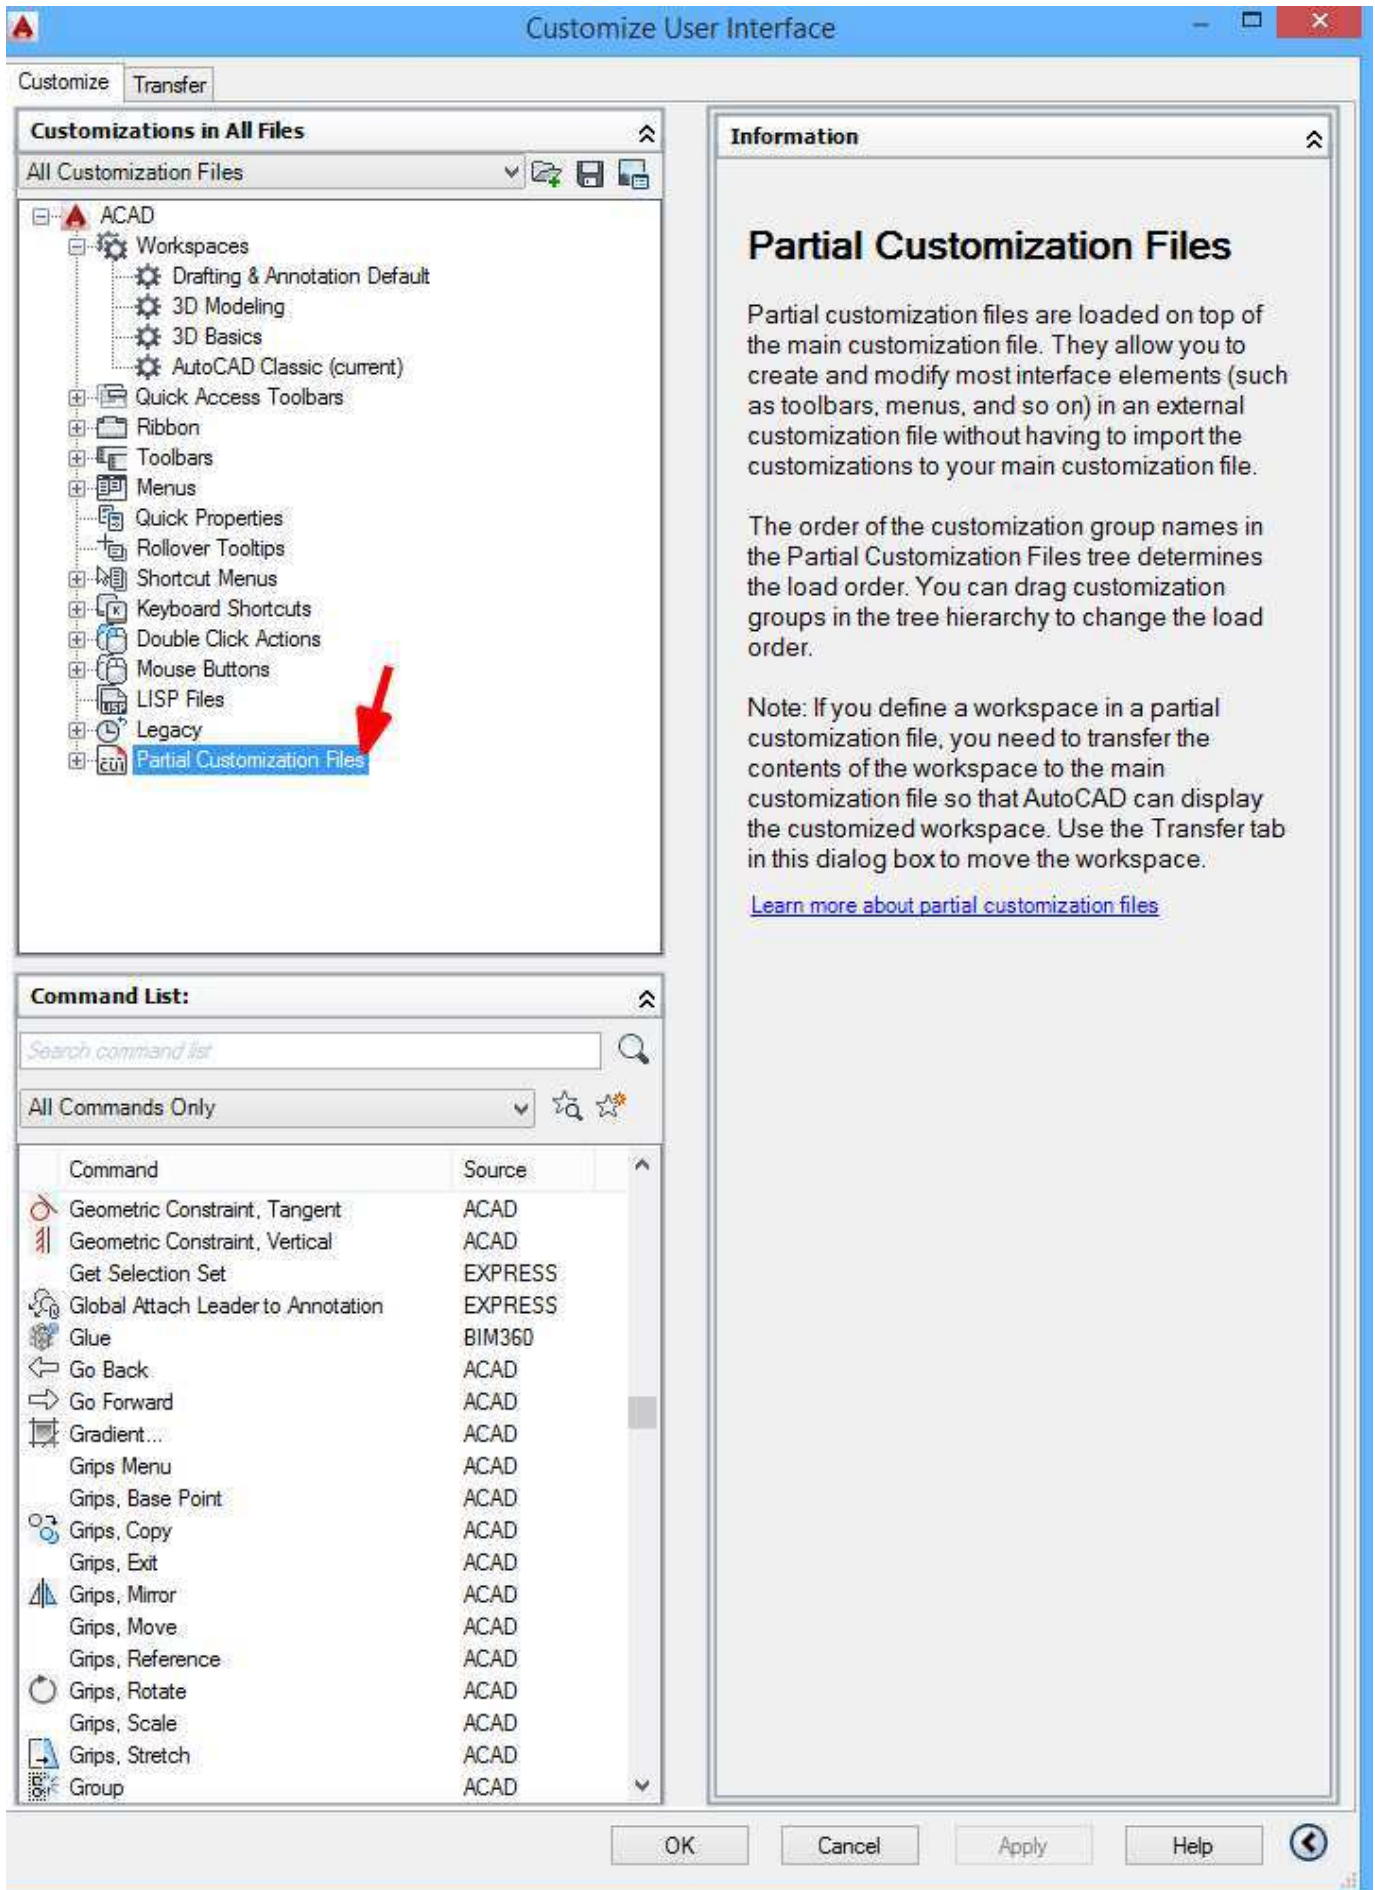 Customize User Interface
Customize
Transfer
Customizations in All Files
All Customization Files
ACAD
Workspaces
Drafting & Annotation Default
3D Modeling
3D Basics
AutoCAD Classic (current)
Quick Access Toolbars
Ribbon
Toolbars
Menus
Quick Properties
Rollover Tooltips
Shortcut Menus
Keyboard Shortcuts
Double Click Actions
Mouse Buttons
LISP Files
Legacy
Partial Customization Files
Command List:
Search command list
All Commands Only
Command Source
Geometric Constraint, Tangent ACAD
Geometric Constraint, Vertical ACAD
Get Selection Set EXPRESS
Global Attach Leader to Annotation EXPRESS
Glue BIM360
Go Back ACAD
Go Forward ACAD
Gradient... ACAD
Grips Menu ACAD
Grips, Base Point ACAD
Grips, Copy ACAD
Grips, Exit ACAD
Grips, Mirror ACAD
Grips, Move ACAD
Grips, Reference ACAD
Grips, Rotate ACAD
Grips, Scale ACAD
Grips, Stretch ACAD
Group ACAD
Information
Partial Customization Files
Partial customization files are loaded on top of
the main customization file. They allow you to
create and modify most interface elements (such
as toolbars, menus, and so on) in an external
customization file without having to import the
customizations to your main customization file.
The order of the customization group names in
the Partial Customization Files tree determines
the load order. You can drag customization
groups in the tree hierarchy to change the load
order.
Note: If you define a workspace in a partial
customization file, you need to transfer the
contents of the workspace to the main
customization file so that AutoCAD can display
the customized workspace. Use the Transfer tab
in this dialog box to move the workspace.
Learn more about partial customization files
OK
Cancel
Apply
Help